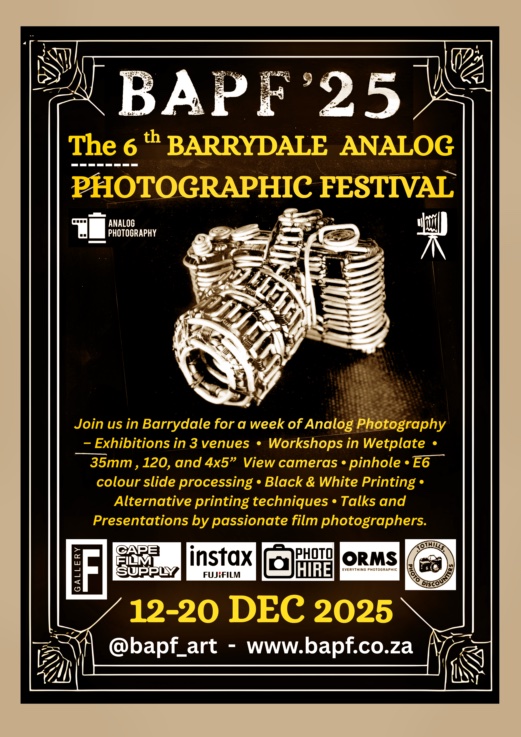 BAPF'25
The 6 th BARRYDALE ANALOG
PHOTOGRAPHIC FESTIVAL
ANALOG
PHOTOGRAPHY
Join us in Barrydale for a week of Analog Photography
– Exhibitions in 3 venues • Workshops in Wetplate •
35mm , 120, and 4x5” View cameras • pinhole • E6
colour slide processing • Black & White Printing •
Alternative printing techniques • Talks and
Presentations by passionate film photographers.
GALLERY F
CAPE
FILM
SUPPLY
instax
FUJIFILM
PHOTO
HIRE
ORMS
EVERYTHING PHOTOGRAPHIC
PHOTO DISCOUNTERS
12-20 DEC 2025
@bapf_art - www.bapf.co.za